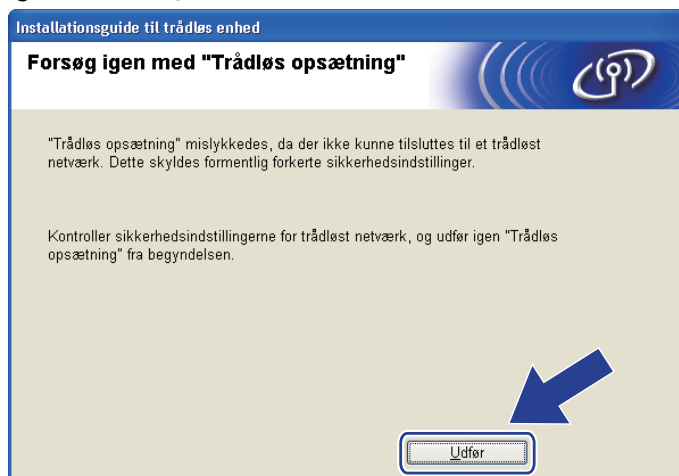 Installationsguide til trådløs enhed
Forsøg igen med "Trådløs opsætning"
"Trådløs opsætning" mislykkedes, da der ikke kunne tilsluttes til et trådløst
netværk. Dette skyldes formentlig forkerte sikkerhedsindstillinger.
Kontroller sikkerhedsindstillingerne for trådløst netværk, og udfør igen "Trådløs
opsætning" fra begyndelsen.
Udfør